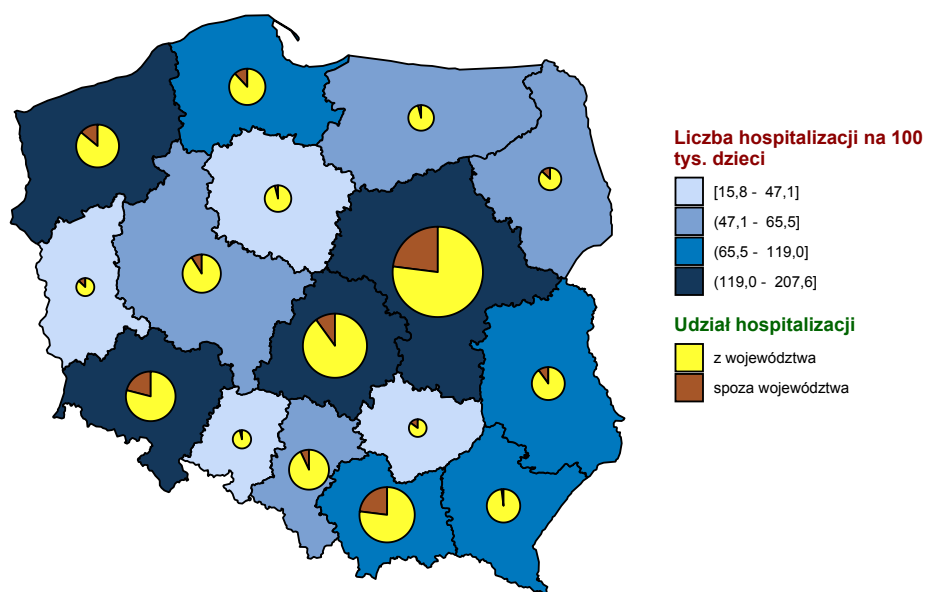 Liczba hospitalizacji na 100
tys. dzieci
[15,8 - 47,1]
(47,1 - 65,5]
(65,5 - 119,0]
(119,0 - 207,6]
Udział hospitalizacji
z województwa
spoza województwa